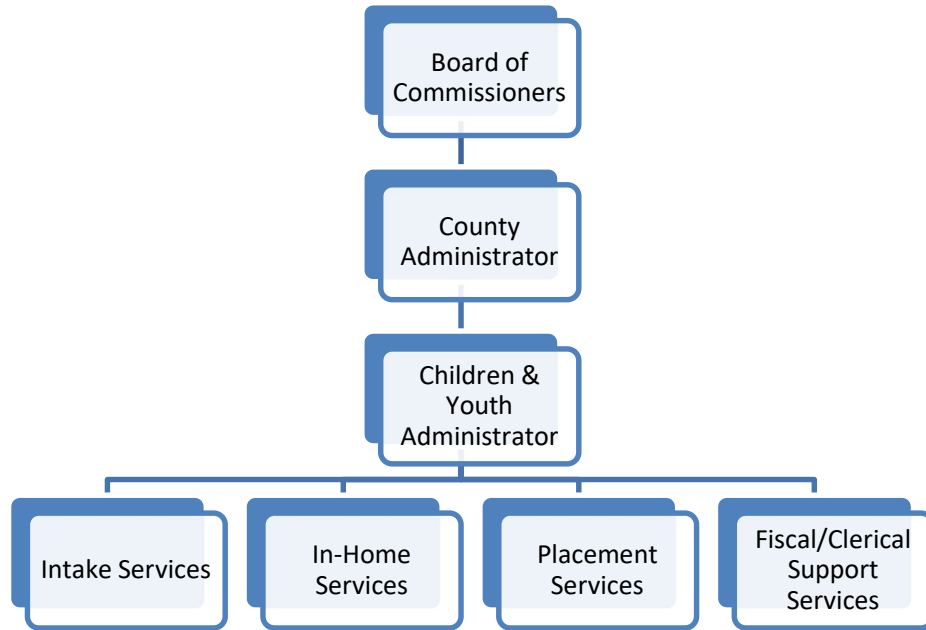 Board of
Commissioners
County
Administrator
Children &
Youth
Administrator
Intake Services
In-Home
Services
Placement
Services
Fiscal/Clerical
Support
Services